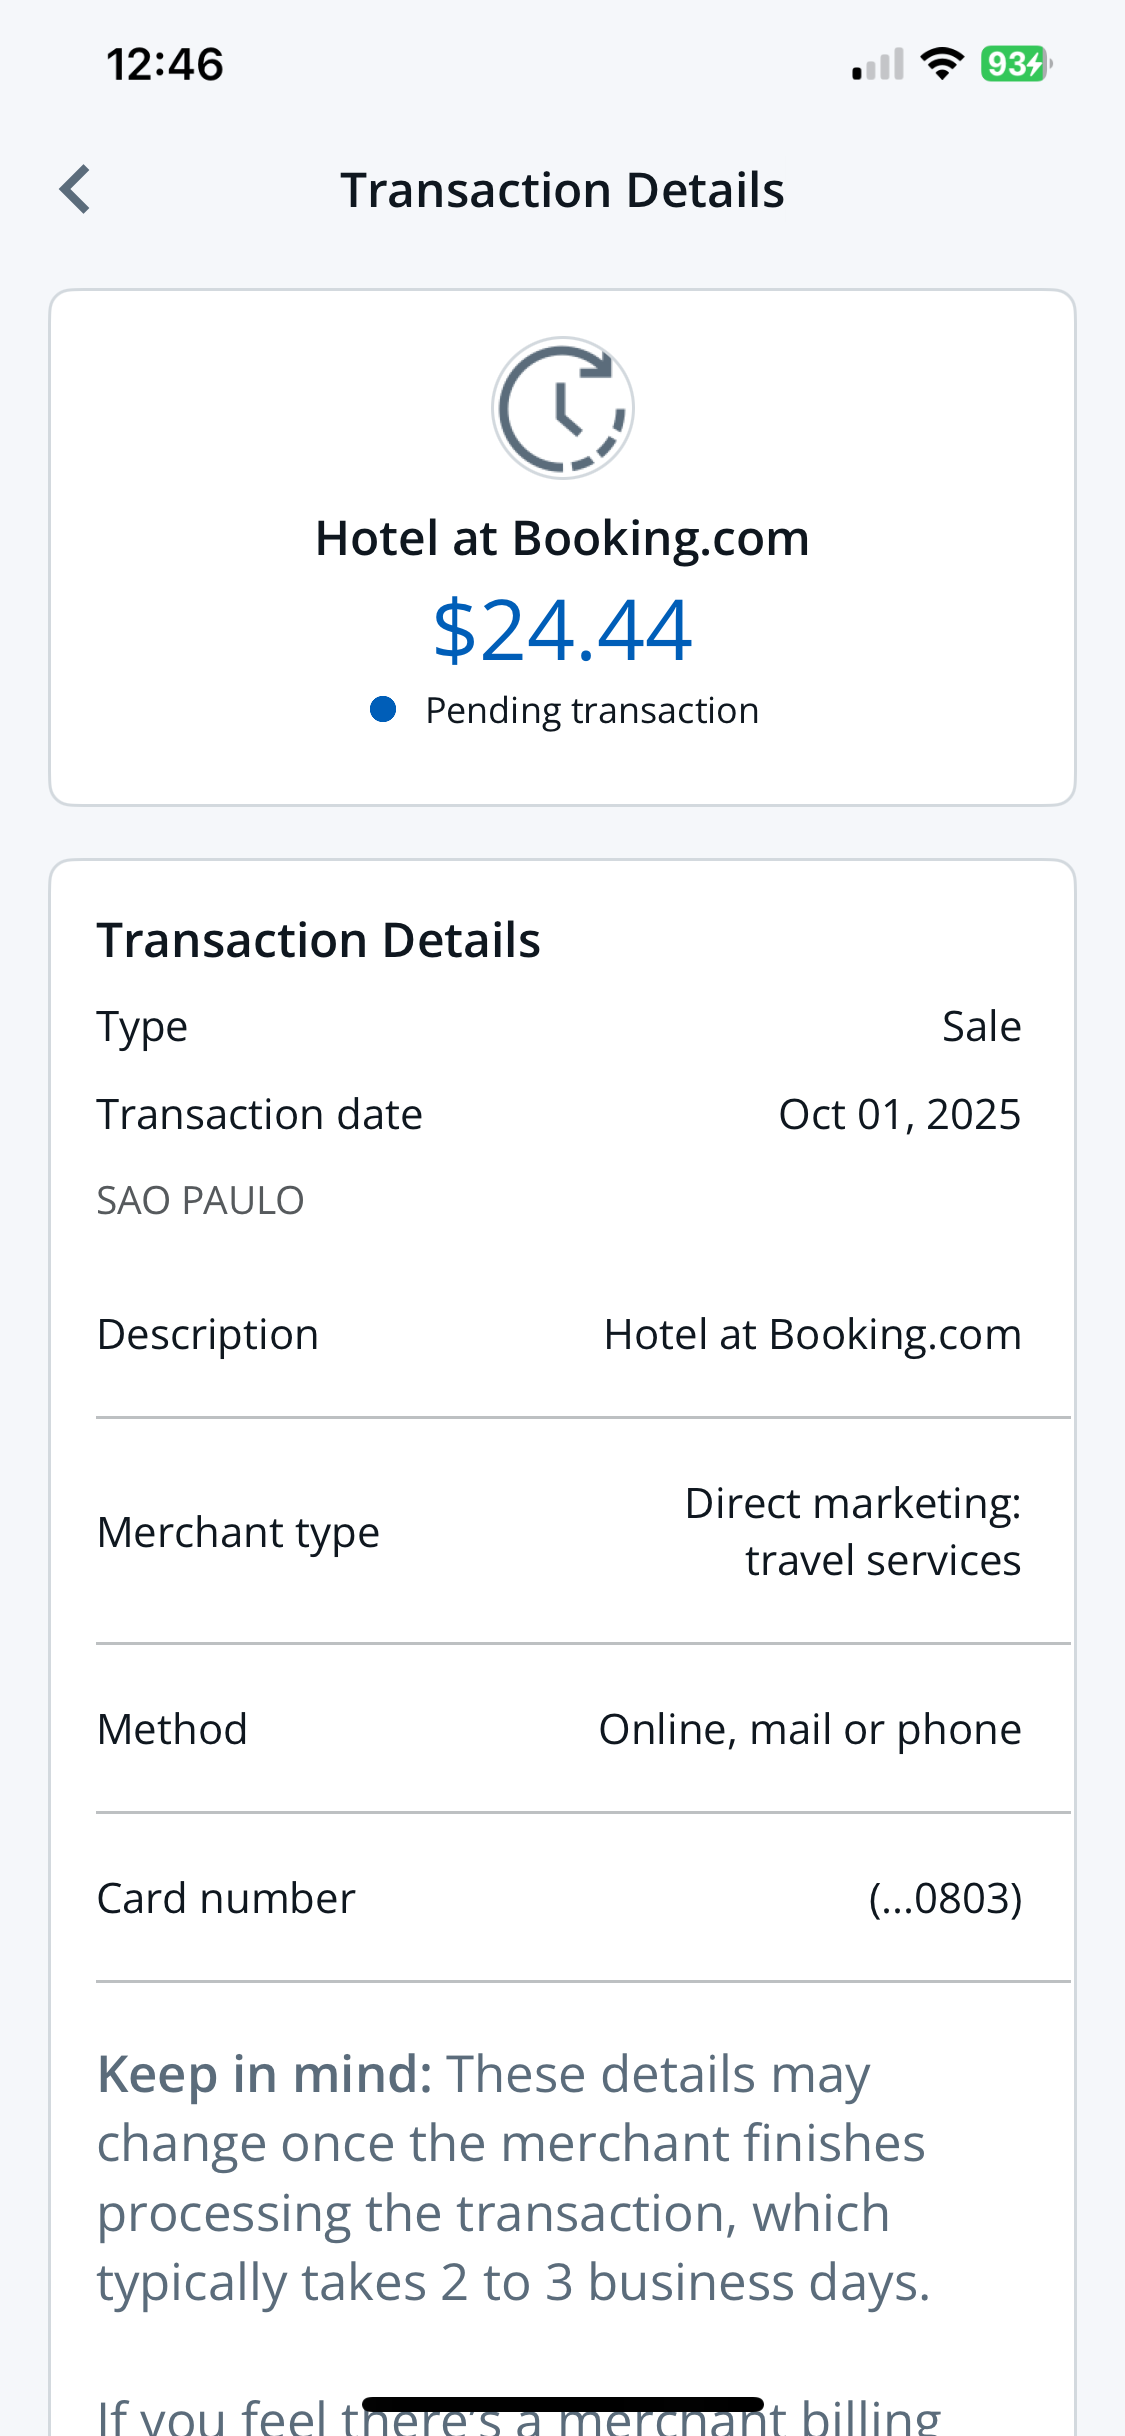 12:46
93
Transaction Details
Hotel at Booking.com
$24.44
Pending transaction
Transaction Details
Type Sale
Transaction date Oct 01, 2025
SAO PAULO
Description Hotel at Booking.com
Merchant type Direct marketing:
travel services
Method Online, mail or phone
Card number (...0803)
Keep in mind: These details may
change once the merchant finishes
processing the transaction, which
typically takes 2 to 3 business days.
If you feel there's a merchant billing